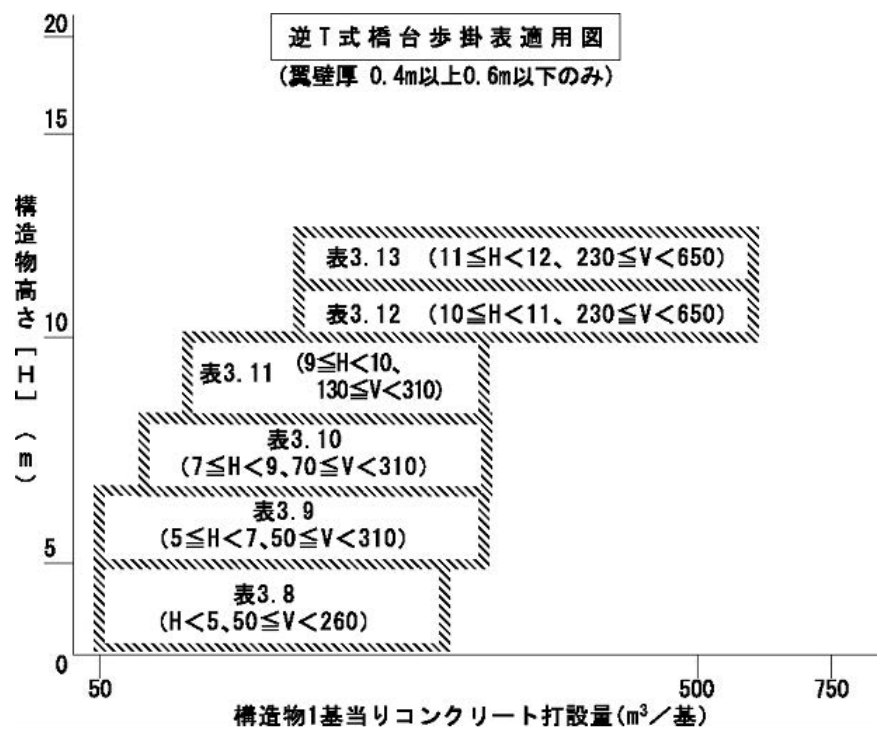 逆T式橋台歩掛表適用図
(翼壁厚 0.4m以上0.6m以下のみ)
20
15
10
5
0
構造物高さ[H] (m)
表3.13 (11≦H<12、230≦V<650)
表3.12 (10≦H<11、230≦V<650)
表3.11 (9≦H<10、
130≦V<310)
表3.10
(7≦H<9、70≦V<310)
表3.9
(5≦H<7、50≦V<310)
表3.8
(H<5、50≦V<260)
50 500 750
構造物1基当りコンクリート打設量(m³/基)